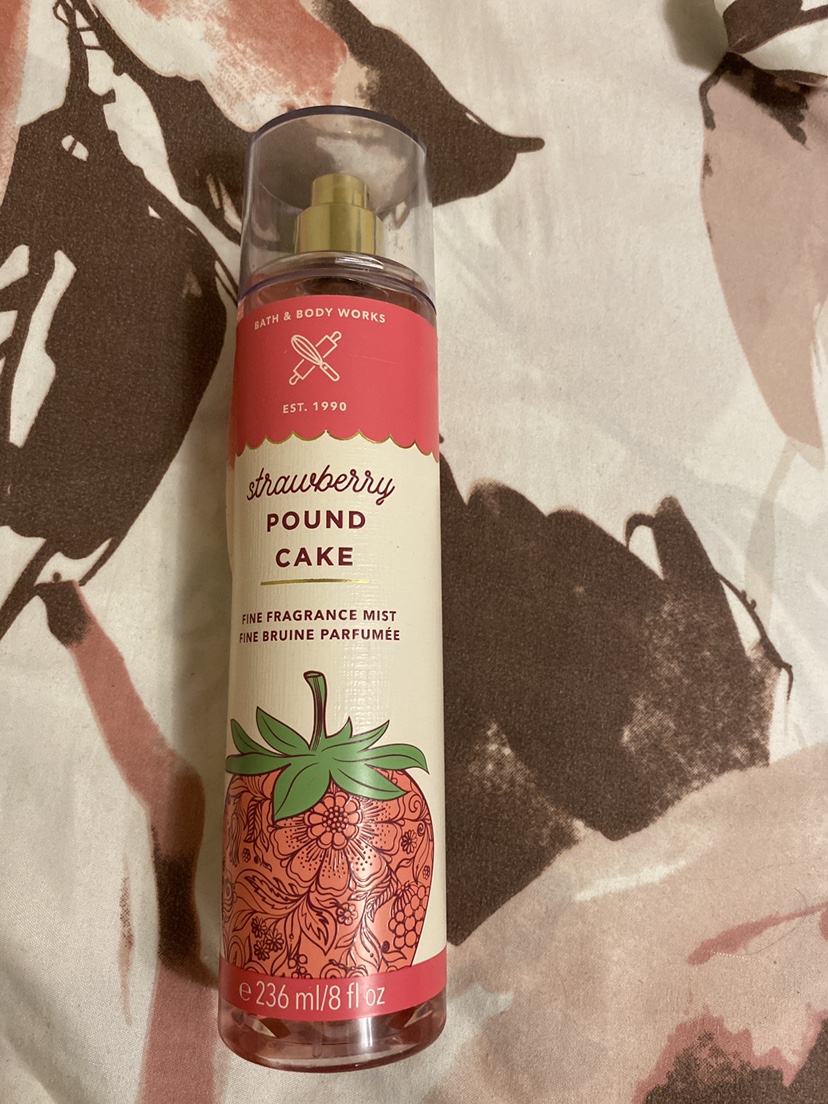 BATH & BODY WORKS
EST. 1990
strawberry
POUND
CAKE
FINE FRAGRANCE MIST
FINE BRUINE PARFUMÉE
℮ 236 ml/8 fl oz